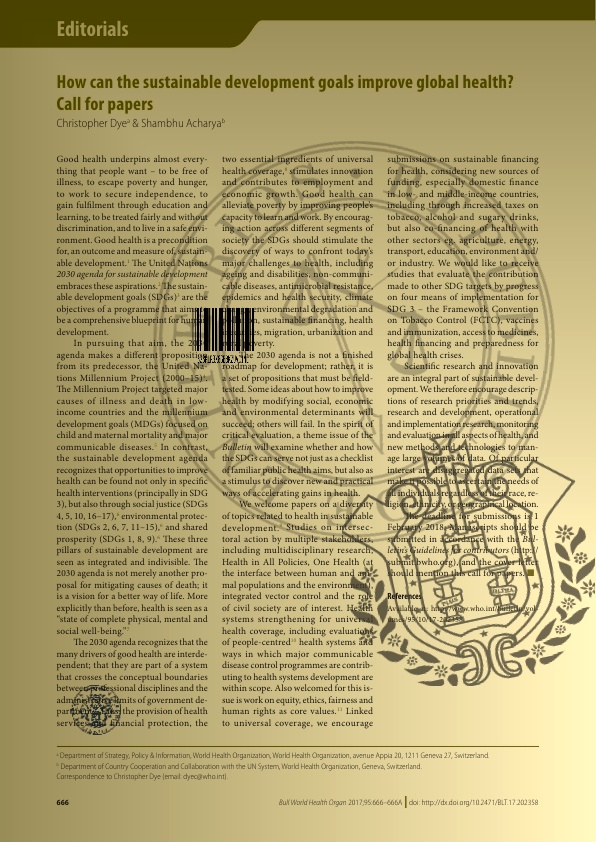 Editorials
How can the sustainable development goals improve global health?
Call for papers
Christopher Dyeª & Shambhu Acharyaᵇ
Good health underpins almost every-
thing that people want – to be free of
illness, to escape poverty and hunger,
to work to secure independence, to
gain fulfilment through education and
learning, to be treated fairly and without
discrimination, and to live in a safe envi-
ronment. Good health is a precondition
for, an outcome and measure of, sustain-
able development.¹ The United Nations
2030 agenda for sustainable development
embraces these aspirations.² The sustain-
able development goals (SDGs)³ are the
objectives of a programme that aims
be a comprehensive blueprint for human
development.
In pursuing that aim, the 2030
agenda makes a different proposition
from its predecessor, the United Na-
tions Millennium Project (2000–15).
The Millennium Project targeted major
causes of illness and death in low-
income countries and the millennium
development goals (MDGs) focused on
child and maternal mortality and major
communicable diseases. In contrast,
the sustainable development agenda
recognizes that opportunities to improve
health can be found not only in specific
health interventions (principally in SDG
3), but also through social justice (SDGs
4, 5, 10, 16–17), environmental protec-
tion (SDGs 2, 6, 7, 11–15), and shared
prosperity (SDGs 1, 8, 9). These three
pillars of sustainable development are
seen as integrated and indivisible. The
2030 agenda is not merely another pro-
posal for mitigating causes of death; it
is a vision for a better way of life. More
explicitly than before, health is seen as a
“state of complete physical, mental and
social well-being.”
The 2030 agenda recognizes that the
many drivers of good health are interde-
pendent; that they are part of a system
that crosses the conceptual boundaries
between professional disciplines and the
administrative limits of government de-
the provision of health
services and financial protection, the
two essential ingredients of universal
health coverage, stimulates innovation
and contributes to employment and
economic growth. Good health can
alleviate poverty by improving people's
capacity to learn and work. By encourag-
ing action across different segments of
society the SDGs should stimulate the
discovery of ways to confront today's
major challenges to health, including
ageing and disabilities, non-communi-
cable diseases, antimicrobial resistance,
epidemics and health security, climate
environmental degradation and
sustainable financing, health
migration, urbanization and
poverty.
The 2030 agenda is not a finished
roadmap for development; rather, it is
a set of propositions that must be field-
tested. Some ideas about how to improve
health by modifying social, economic
and environmental determinants will
succeed; others will fail. In the spirit of
critical evaluation, a theme issue of the
Bulletin will examine whether and how
the SDGs can serve not just as a checklist
of familiar public health aims, but also as
a stimulus to discover new and practical
ways of accelerating gains in health.
We welcome papers on a diversity
of topics related to health in sustainable
development. Studies on intersec-
toral action by multiple stakeholders,
including multidisciplinary research,
Health in All Policies, One Health (at
the interface between human and ani-
mal populations and the environment),
integrated vector control and the role
of civil society are of interest. Health
systems strengthening for universal
health coverage, including evaluations
of people-centred¹⁰ health systems and
ways in which major communicable
disease control programmes are contrib-
uting to health systems development are
within scope. Also welcomed for this is-
sue is work on equity, ethics, fairness and
human rights as core values.¹¹ Linked
to universal coverage, we encourage
submissions on sustainable financing
for health, considering new sources of
funding, especially domestic finance
in low- and middle-income countries,
including through increased taxes on
tobacco, alcohol and sugary drinks,
but also co-financing of health with
other sectors eg. agriculture, energy,
transport, education, environment and/
or industry. We would like to receive
studies that evaluate the contribution
made to other SDG targets by progress
on four means of implementation for
SDG 3 – the Framework Convention
on Tobacco Control (FCTC), vaccines
and immunization, access to medicines,
health financing and preparedness for
global health crises.
Scientific research and innovation
are an integral part of sustainable devel-
opment. We therefore encourage descrip-
tions of research priorities and trends,
research and development, operational
and implementation research, monitoring
and evaluation in all aspects of health, and
new methods and technologies to man-
age large volumes of data. Of particular
interest are disaggregated data sets that
make it possible to ascertain the needs of
all individuals regardless of their race, re-
ligion, ethnicity, or geographical location.
The deadline for submissions is 1
February 2018. Manuscripts should be
submitted in accordance with the Bul-
letin's Guidelines for contributors (http://
submit.bwho.org), and the cover letter
should mention this call for papers. ■
References
Available at: http://www.who.int/bulletin/vol-
umes/95/10/17-202358
ª Department of Strategy, Policy & Information, World Health Organization, World Health Organization, avenue Appia 20, 1211 Geneva 27, Switzerland.
ᵇ Department of Country Cooperation and Collaboration with the UN System, World Health Organization, Geneva, Switzerland.
Correspondence to Christopher Dye (email: dyec@who.int).
666
Bull World Health Organ 2017;95:666–666A | doi: http://dx.doi.org/10.2471/BLT.17.202358